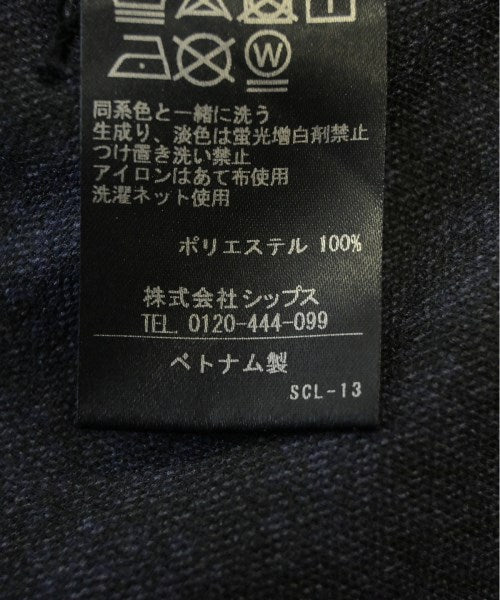 W
同系色と一緒に洗う
生成り、淡色は蛍光増白剤禁止
つけ置き洗い禁止
アイロンはあて布使用
洗濯ネット使用
ポリエステル 100%
株式会社シップス
TEL. 0120-444-099
ベトナム製
SCL-13